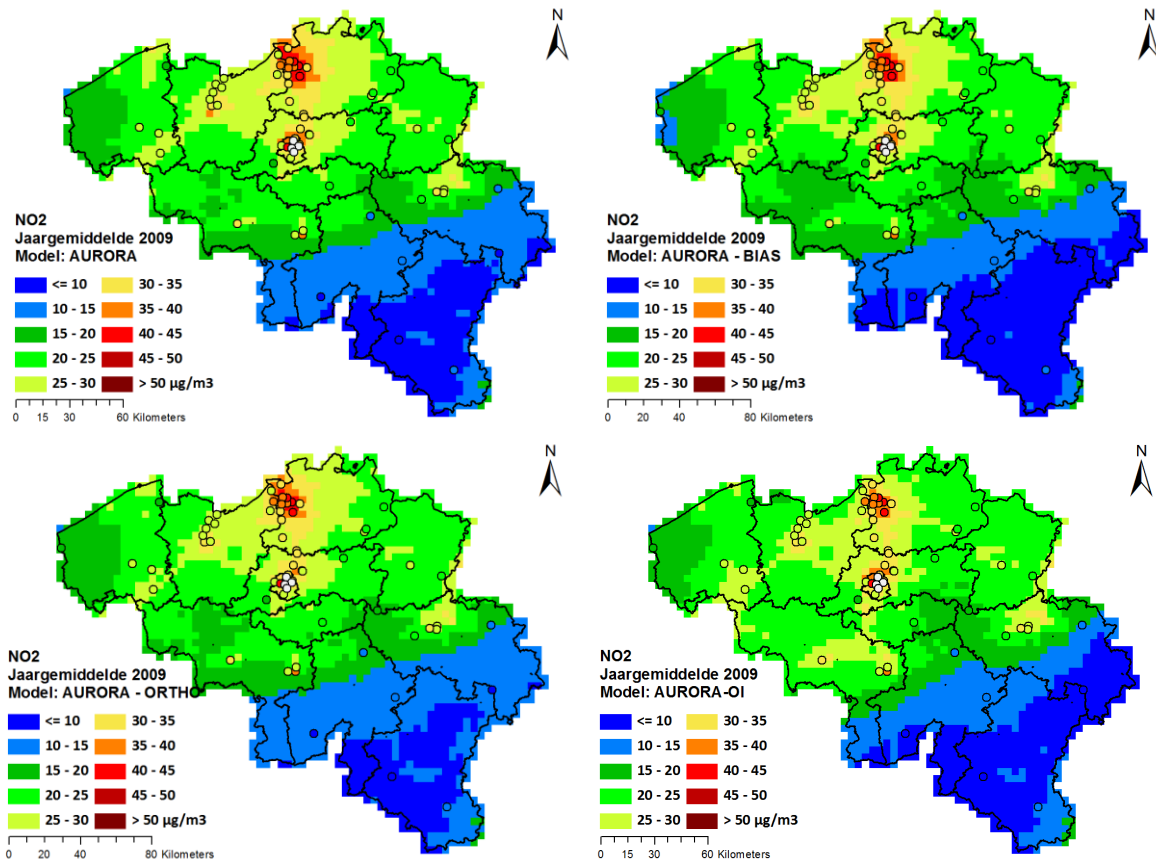 N
NO2
Jaargemiddelde 2009
Model: AURORA
<= 10 30 - 35
10 - 15 35 - 40
15 - 20 40 - 45
20 - 25 45 - 50
25 - 30 > 50 µg/m3
0 15 30 60 Kilometers
N
NO2
Jaargemiddelde 2009
Model: AURORA - BIAS
<= 10 30 - 35
10 - 15 35 - 40
15 - 20 40 - 45
20 - 25 45 - 50
25 - 30 > 50 µg/m3
0 20 40 80 Kilometers
N
NO2
Jaargemiddelde 2009
Model: AURORA - ORTHO
<= 10 30 - 35
10 - 15 35 - 40
15 - 20 40 - 45
20 - 25 45 - 50
25 - 30 > 50 µg/m3
0 20 40 80 Kilometers
N
NO2
Jaargemiddelde 2009
Model: AURORA-OI
<= 10 30 - 35
10 - 15 35 - 40
15 - 20 40 - 45
20 - 25 45 - 50
25 - 30 > 50 µg/m3
0 15 30 60 Kilometers